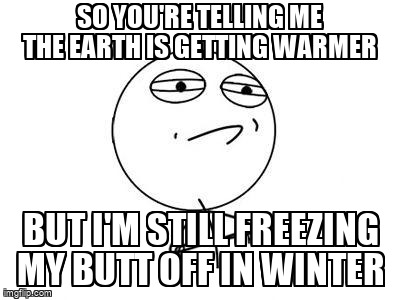 SO YOU'RE TELLING ME
THE EARTH IS GETTING WARMER
BUT I'M STILL FREEZING
MY BUTT OFF IN WINTER
imgflip.com